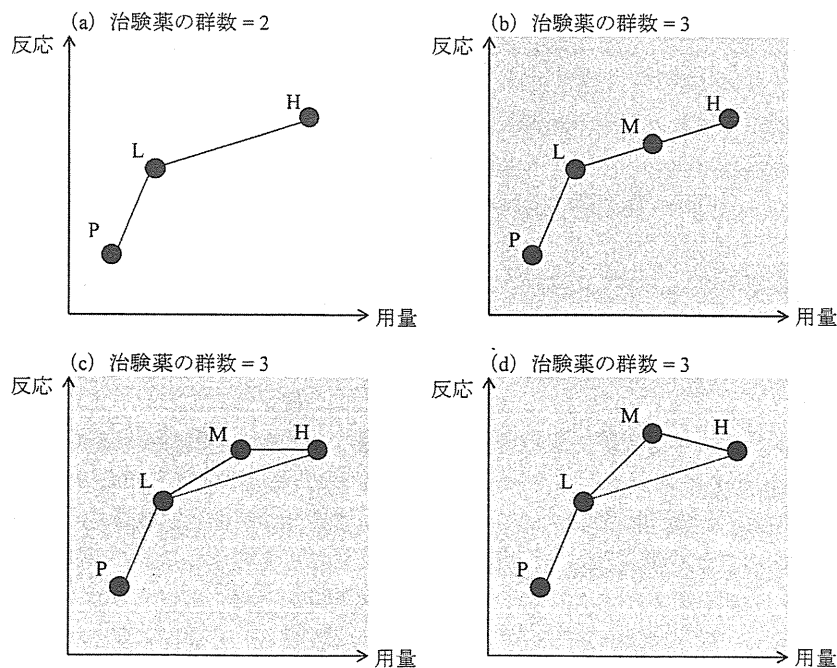 (a) 治験薬の群数 = 2
反応
H
L
P
用量
(b) 治験薬の群数 = 3
反応
H
M
L
P
用量
(c) 治験薬の群数 = 3
反応
M
H
L
P
用量
(d) 治験薬の群数 = 3
反応
M
H
L
P
用量